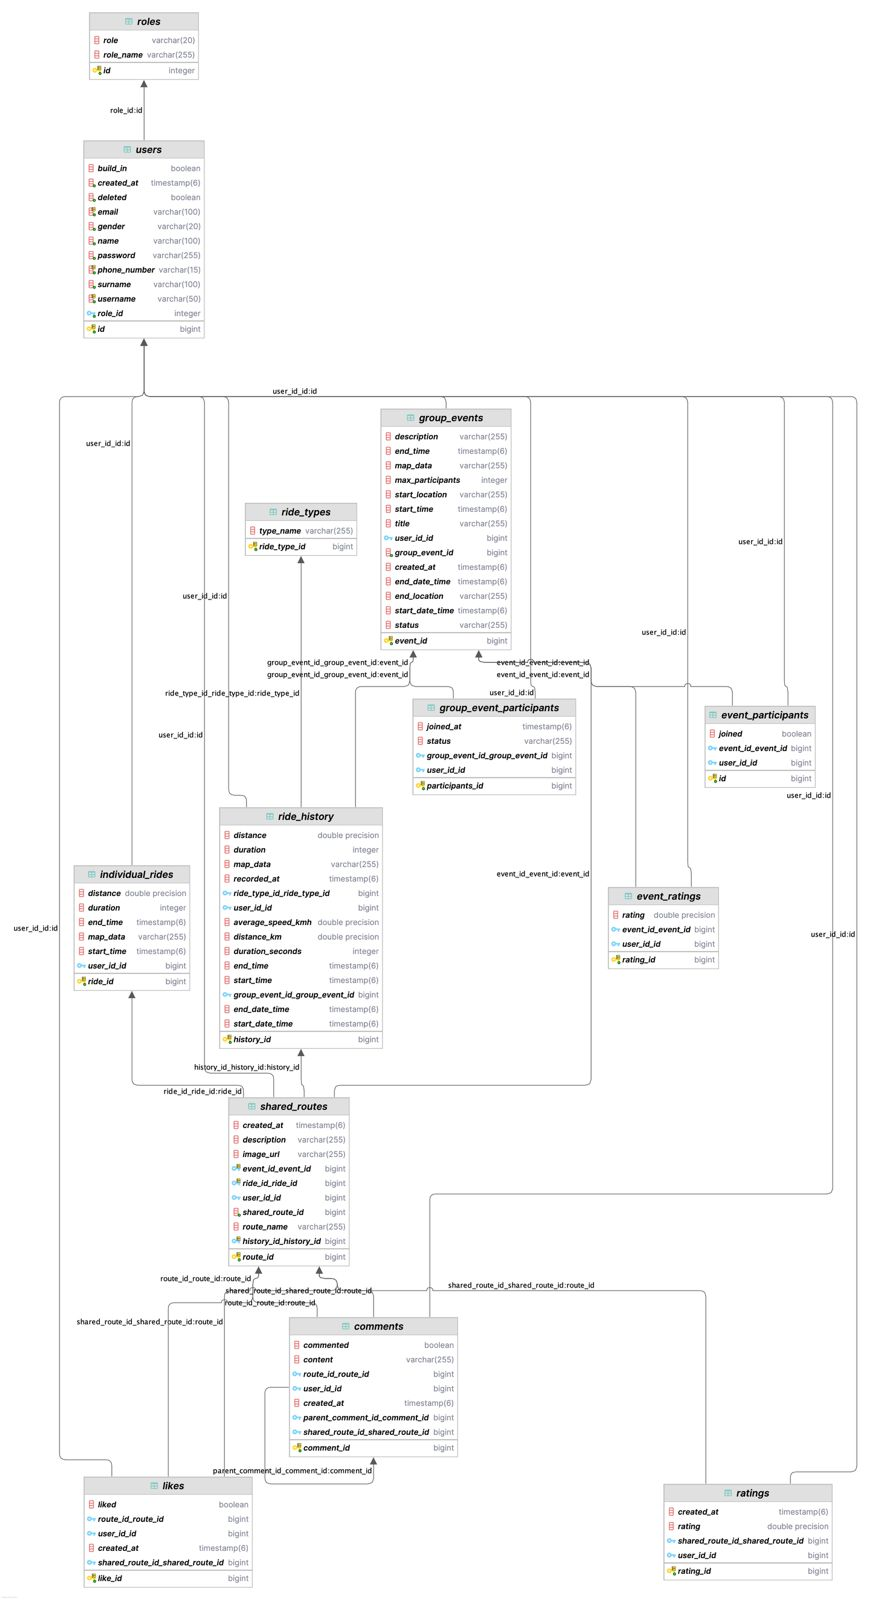 roles
role varchar(20)
role_name varchar(255)
id integer
role_id:id
users
build_in boolean
created_at timestamp(6)
deleted boolean
email varchar(100)
gender varchar(20)
name varchar(100)
password varchar(255)
phone_number varchar(15)
surname varchar(100)
username varchar(50)
role_id integer
id bigint
user_id_id:id
user_id_id:id
group_events
description varchar(255)
end_time timestamp(6)
map_data varchar(255)
max_participants integer
start_location varchar(255)
start_time timestamp(6)
title varchar(255)
user_id_id bigint
group_event_id bigint
created_at timestamp(6)
end_date_time timestamp(6)
end_location varchar(255)
start_date_time timestamp(6)
status varchar(255)
event_id bigint
ride_types
type_name varchar(255)
ride_type_id bigint
user_id_id:id
user_id_id:id
user_id_id:id
group_event_id_group_event_id:event_id
event_id_event_id:event_id
group_event_id_group_event_id:event_id
event_id_event_id:event_id
ride_type_id_ride_type_id:ride_type_id
user_id_id:id
group_event_participants
joined_at timestamp(6)
status varchar(255)
group_event_id_group_event_id bigint
user_id_id bigint
participants_id bigint
event_participants
joined boolean
event_id_event_id bigint
user_id_id bigint
id bigint
user_id_id:id
user_id_id:id
ride_history
distance double precision
duration integer
map_data varchar(255)
recorded_at timestamp(6)
ride_type_id_ride_type_id bigint
user_id_id bigint
average_speed_kmh double precision
distance_km double precision
duration_seconds integer
end_time timestamp(6)
start_time timestamp(6)
group_event_id_group_event_id bigint
end_date_time timestamp(6)
start_date_time timestamp(6)
history_id bigint
individual_rides
distance double precision
duration integer
end_time timestamp(6)
map_data varchar(255)
start_time timestamp(6)
user_id_id bigint
ride_id bigint
event_id_event_id:event_id
event_ratings
rating double precision
event_id_event_id bigint
user_id_id bigint
rating_id bigint
user_id_id:id
user_id_id:id
history_id_history_id:history_id
ride_id_ride_id:ride_id
shared_routes
created_at timestamp(6)
description varchar(255)
image_url varchar(255)
event_id_event_id bigint
ride_id_ride_id bigint
user_id_id bigint
shared_route_id bigint
route_name varchar(255)
history_id_history_id bigint
route_id bigint
route_id_route_id:route_id
shared_route_id_shared_route_id:route_id
shared_route_id_shared_route_id:route_id
route_id_route_id:route_id
shared_route_id_shared_route_id:route_id
comments
commented boolean
content varchar(255)
route_id_route_id bigint
user_id_id bigint
created_at timestamp(6)
parent_comment_id_comment_id bigint
shared_route_id_shared_route_id bigint
comment_id bigint
parent_comment_id_comment_id:comment_id
likes
liked boolean
route_id_route_id bigint
user_id_id bigint
created_at timestamp(6)
shared_route_id_shared_route_id bigint
like_id bigint
ratings
created_at timestamp(6)
rating double precision
shared_route_id_shared_route_id bigint
user_id_id bigint
rating_id bigint